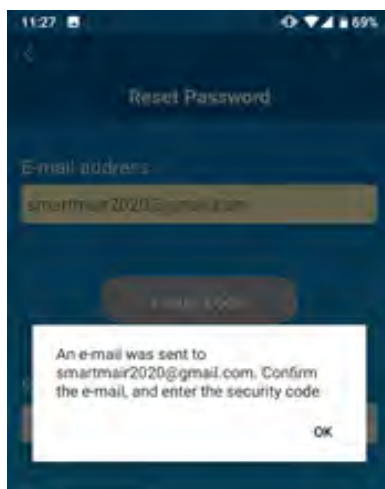 11:27 69%
Reset Password
E-mail address
smartmair2020@gmail.com
An e-mail was sent to
smartmair2020@gmail.com. Confirm
the e-mail, and enter the security code
OK